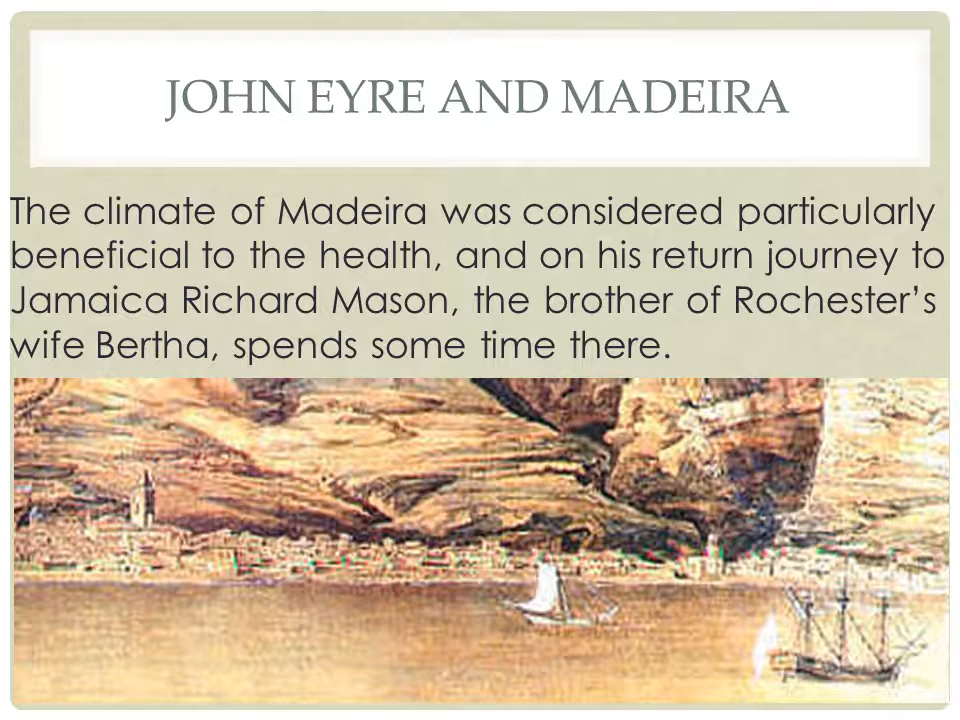 JOHN EYRE AND MADEIRA
The climate of Madeira was considered particularly
beneficial to the health, and on his return journey to
Jamaica Richard Mason, the brother of Rochester’s
wife Bertha, spends some time there.